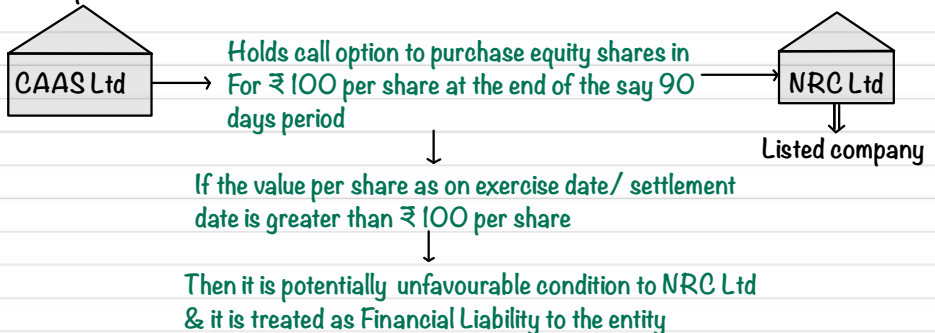 CAAS Ltd
Holds call option to purchase equity shares in
For ₹ 100 per share at the end of the say 90
days period
NRC Ltd
Listed company
If the value per share as on exercise date/ settlement
date is greater than ₹ 100 per share
Then it is potentially unfavourable condition to NRC Ltd
& it is treated as Financial Liability to the entity